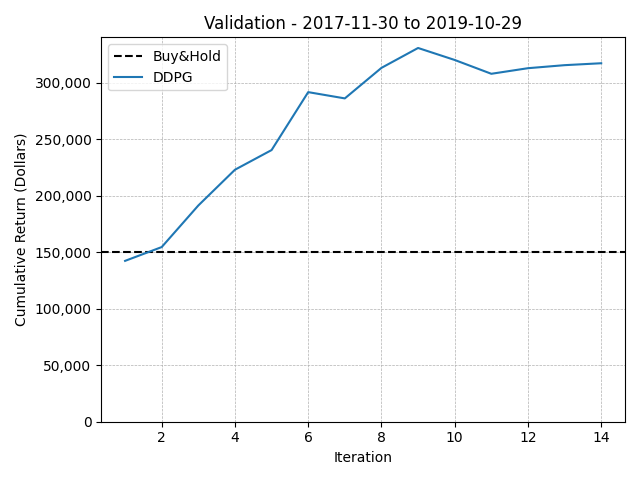 Validation - 2017-11-30 to 2019-10-29
Buy&Hold
DDPG
300,000
250,000
200,000
150,000
100,000
50,000
0
Cumulative Return (Dollars)
2 4 6 8 10 12 14
Iteration